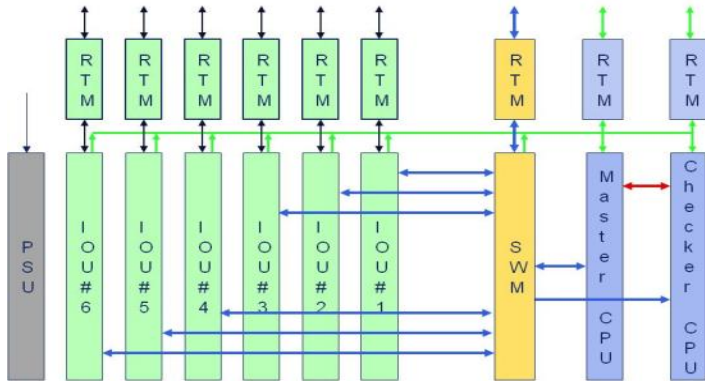 RTM
RTM
RTM
RTM
RTM
RTM
RTM
RTM
RTM
PSU
IOU#6
IOU#5
IOU#4
IOU#3
IOU#2
IOU#1
SWM
Master CPU
Checker CPU